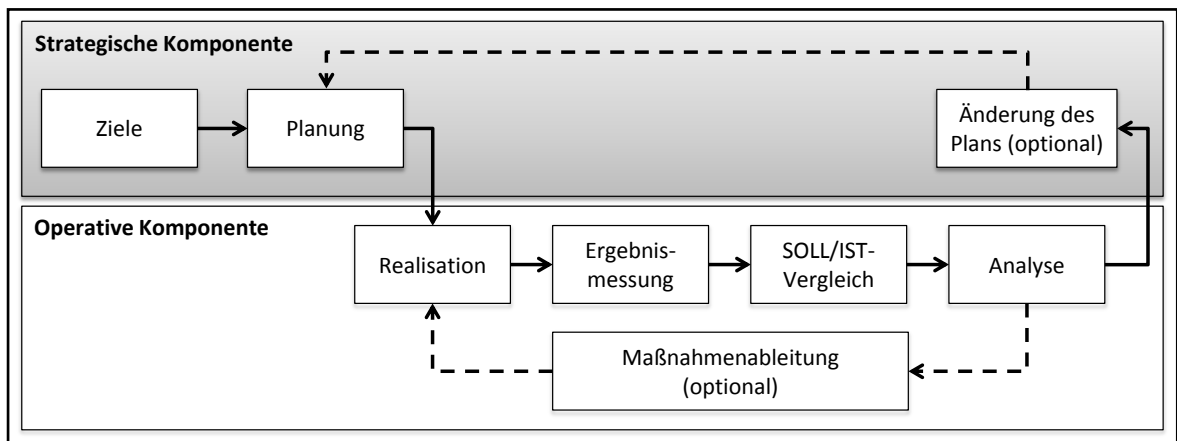 Strategische Komponente
Ziele
Planung
Änderung des
Plans (optional)
Operative Komponente
Realisation
Ergebnis-
messung
SOLL/IST-
Vergleich
Analyse
Maßnahmenableitung
(optional)